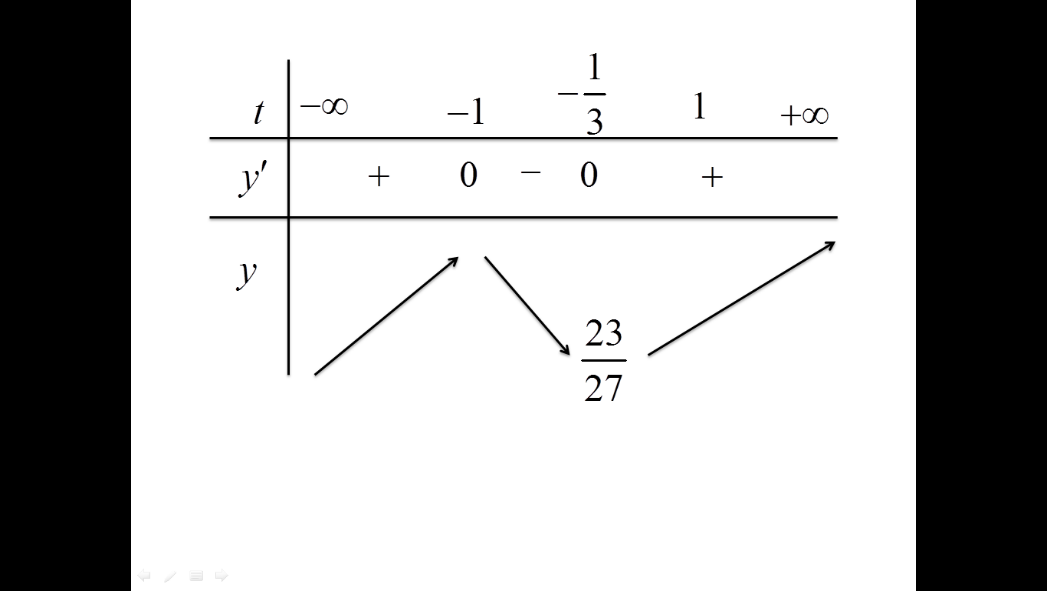 t −∞ −1 −1/3 1 +∞
y′ + 0 − 0 +
y 23/27